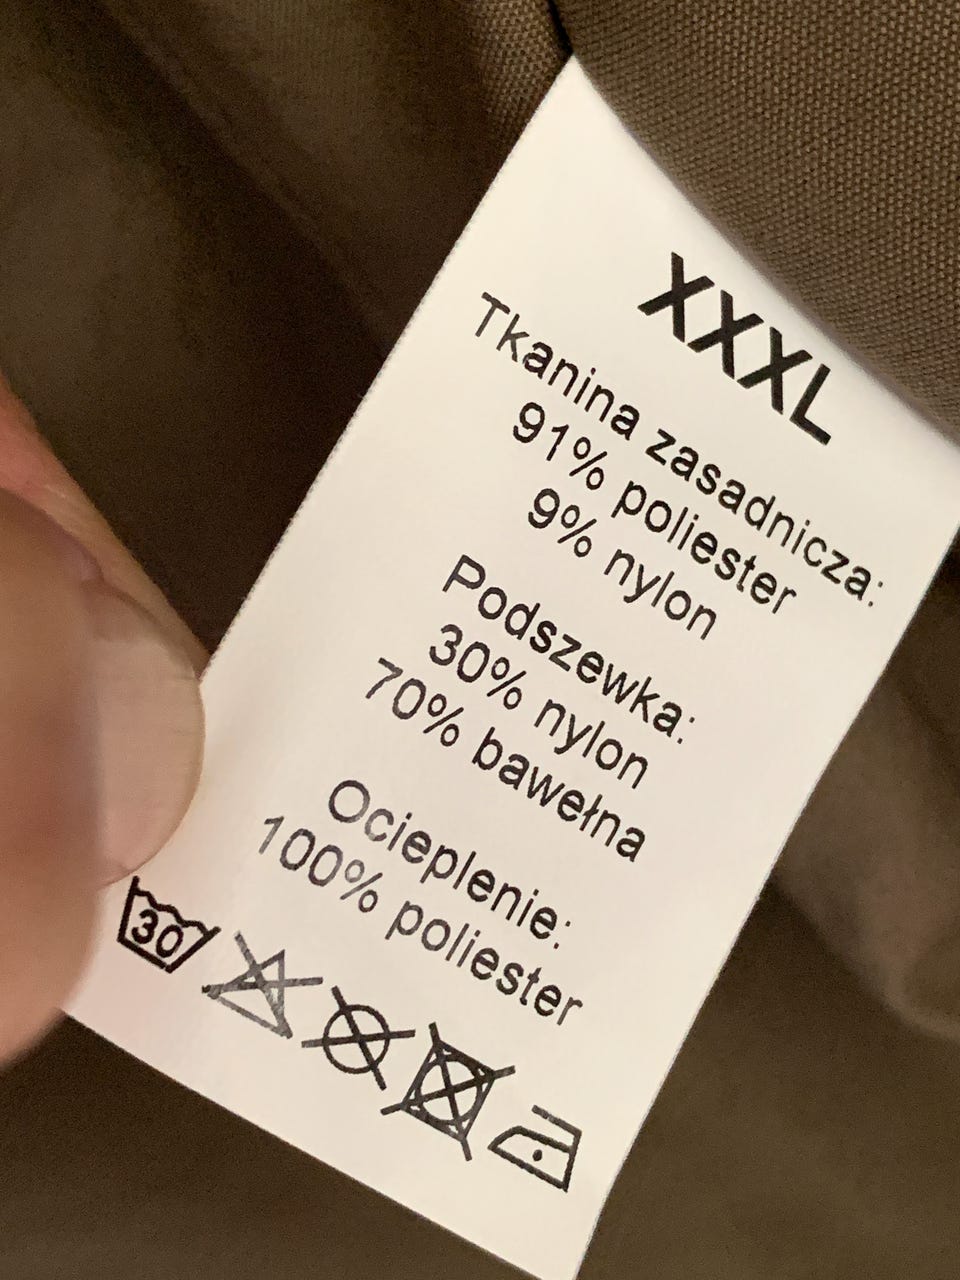 XXXL
Tkanina zasadnicza:
91% poliester
9% nylon
Podszewka:
30% nylon
70% bawełna
Ocieplenie:
100% poliester
30